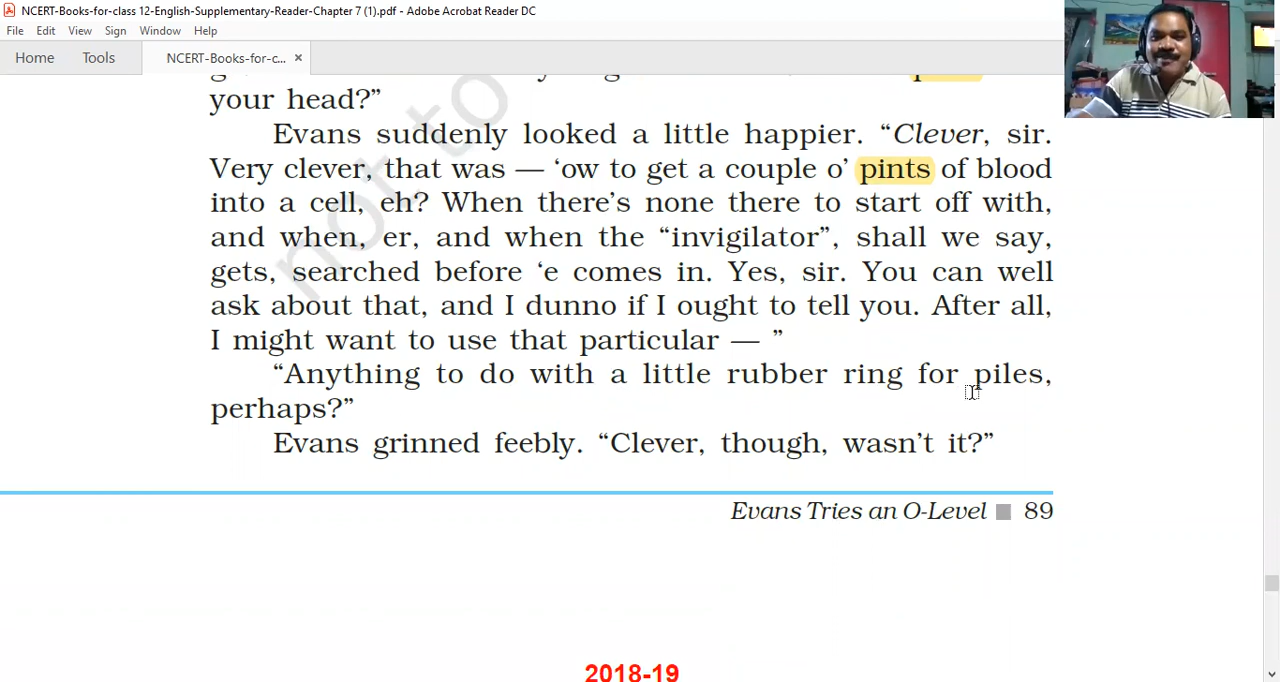 NCERT-Books-for-class 12-English-Supplementary-Reader-Chapter 7 (1).pdf - Adobe Acrobat Reader DC
File Edit View Sign Window Help
Home Tools NCERT-Books-for-c... ×
your head?”
Evans suddenly looked a little happier. “Clever, sir.
Very clever, that was — ‘ow to get a couple o’ pints of blood
into a cell, eh? When there’s none there to start off with,
and when, er, and when the “invigilator”, shall we say,
gets, searched before ‘e comes in. Yes, sir. You can well
ask about that, and I dunno if I ought to tell you. After all,
I might want to use that particular — ”
“Anything to do with a little rubber ring for piles,
perhaps?”
Evans grinned feebly. “Clever, though, wasn’t it?”
Evans Tries an O-Level ■ 89
not to
2018-19